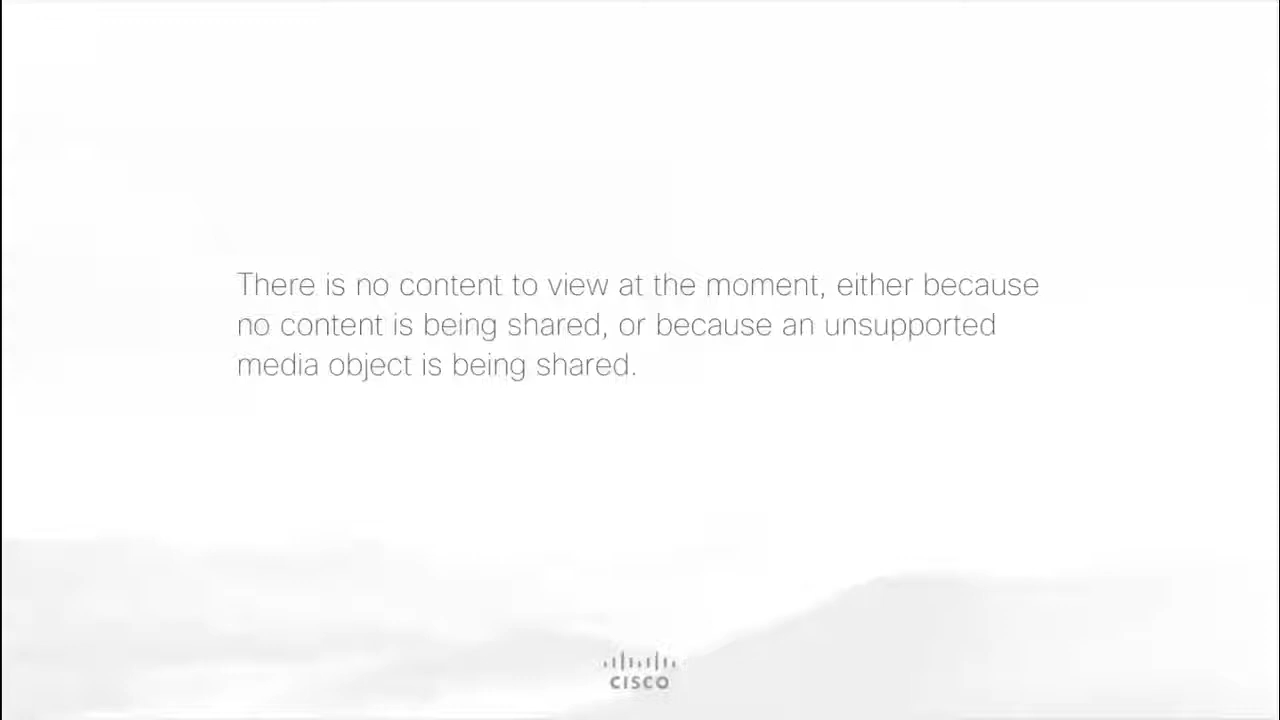 There is no content to view at the moment, either because
no content is being shared, or because an unsupported
media object is being shared.
CISCO